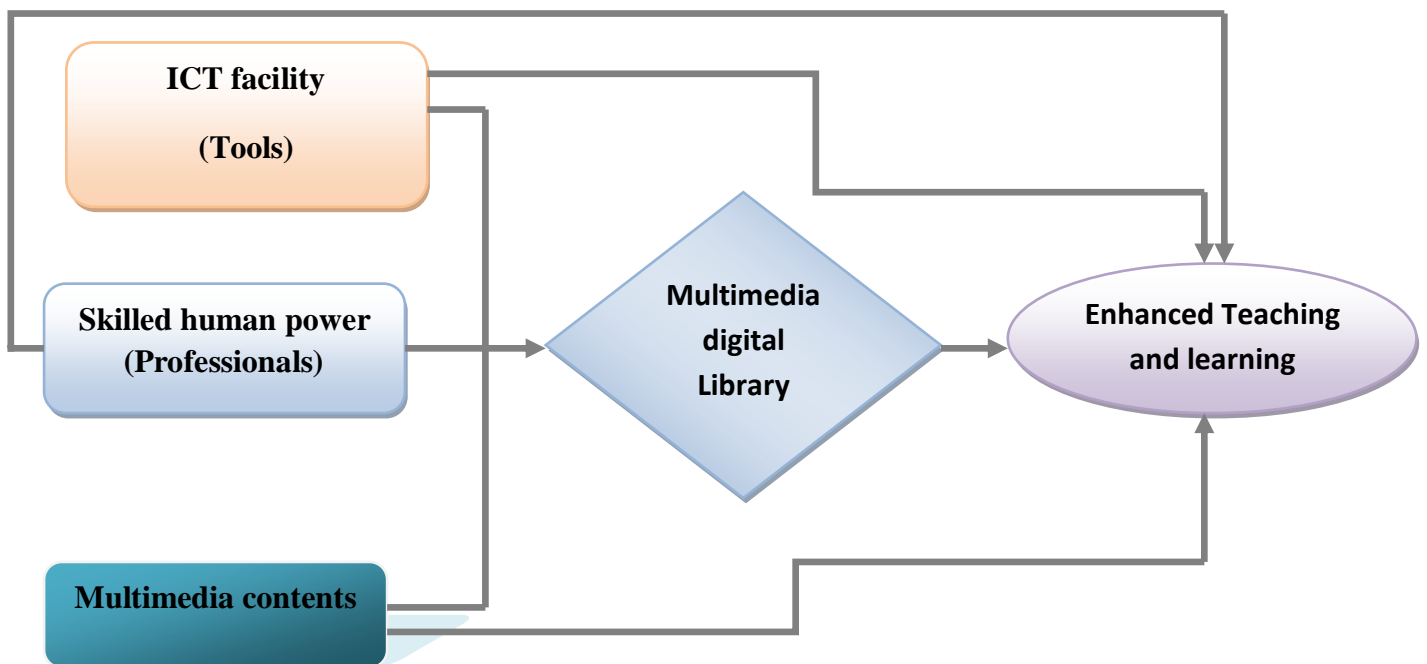 ICT facility
(Tools)
Skilled human power
(Professionals)
Multimedia
digital
Library
Enhanced Teaching
and learning
Multimedia contents